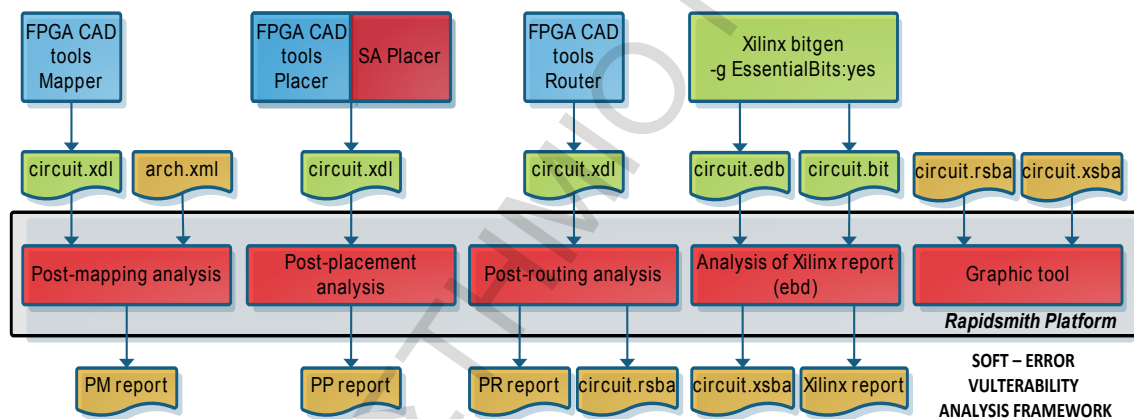 FPGA CAD
tools
Mapper
FPGA CAD
tools
Placer
SA Placer
FPGA CAD
tools
Router
Xilinx bitgen
-g EssentialBits:yes
circuit.xdl
arch.xml
circuit.xdl
circuit.xdl
circuit.edb
circuit.bit
circuit.rsba
circuit.xsba
Post-mapping analysis
Post-placement
analysis
Post-routing analysis
Analysis of Xilinx report
(ebd)
Graphic tool
Rapidsmith Platform
PM report
PP report
PR report
circuit.rsba
circuit.xsba
Xilinx report
SOFT – ERROR
VULTERABILITY
ANALYSIS FRAMEWORK